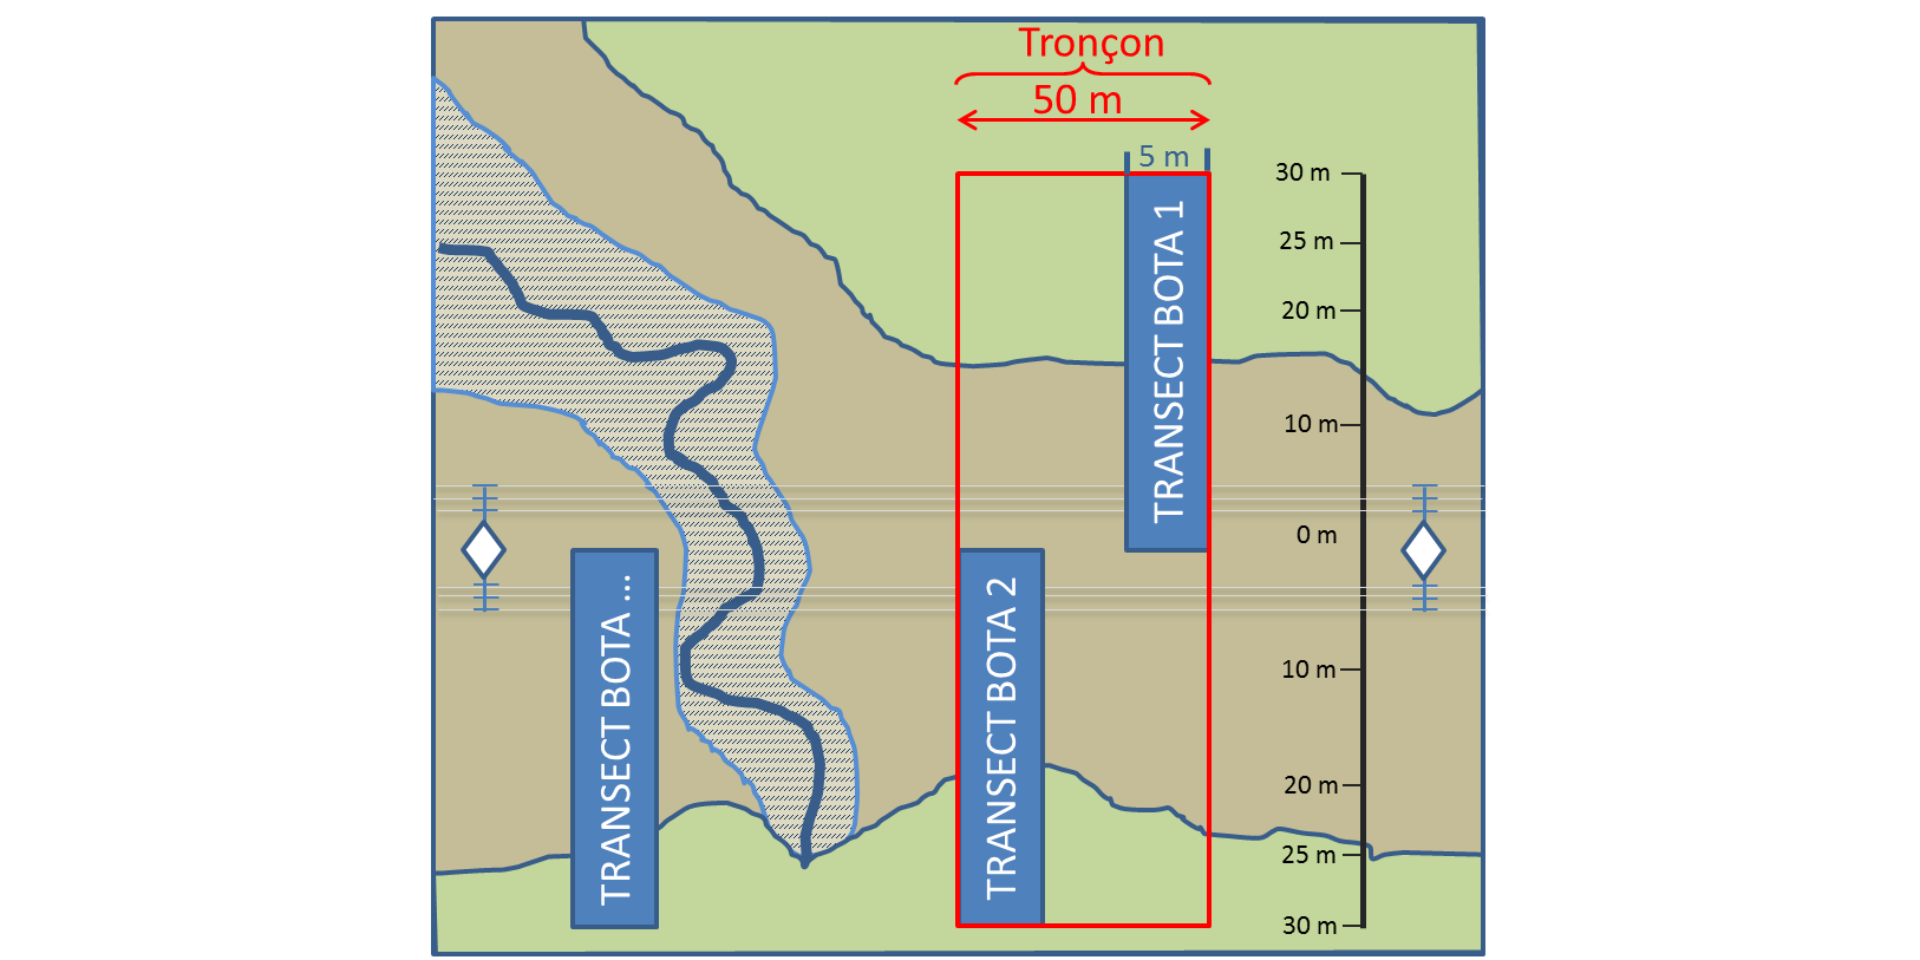 Tronçon
50 m
5 m
30 m
25 m
20 m
10 m
0 m
10 m
20 m
25 m
30 m
TRANSECT BOTA 1
TRANSECT BOTA 2
TRANSECT BOTA ...